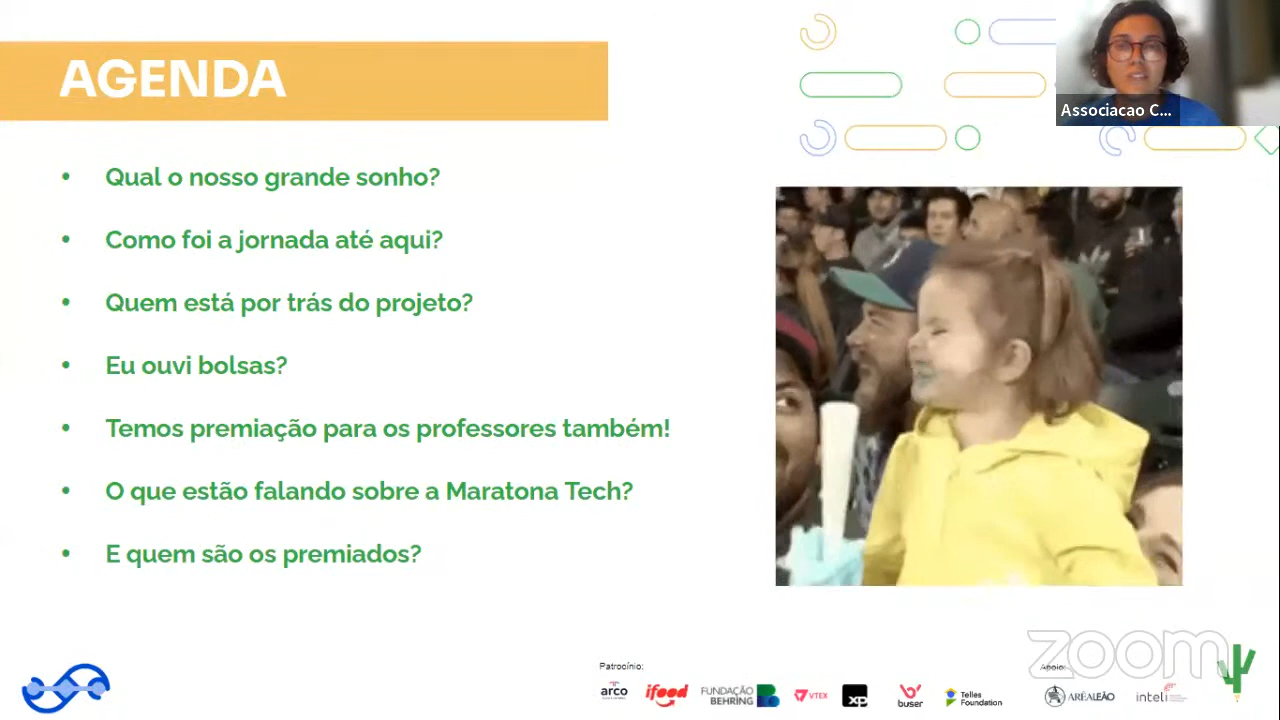 AGENDA
Associacao C...
• Qual o nosso grande sonho?
• Como foi a jornada até aqui?
• Quem está por trás do projeto?
• Eu ouvi bolsas?
• Temos premiação para os professores também!
• O que estão falando sobre a Maratona Tech?
• E quem são os premiados?
zoom
Patrocínio:
Apoio:
arco
ifood
FUNDAÇÃO BEHRING
VTEX
xp
buser
Telles Foundation
ARÊALEÃO
inteli